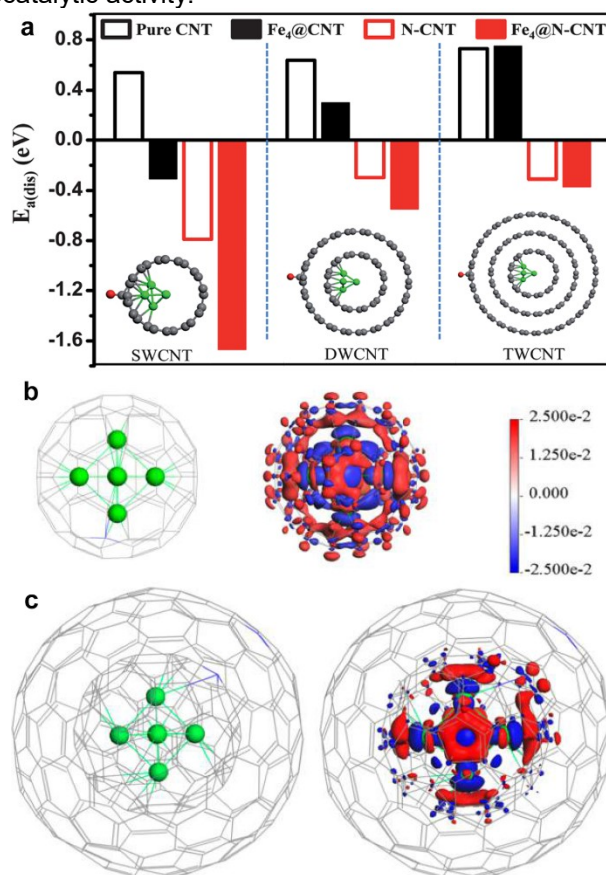 catalytic activity.
a
Pure CNT Fe₄@CNT N-CNT Fe₄@N-CNT
0.8
0.4
0.0
-0.4
-0.8
-1.2
-1.6
Eₐ(dis) (eV)
SWCNT DWCNT TWCNT
b
2.500e-2
1.250e-2
0.000
-1.250e-2
-2.500e-2
c